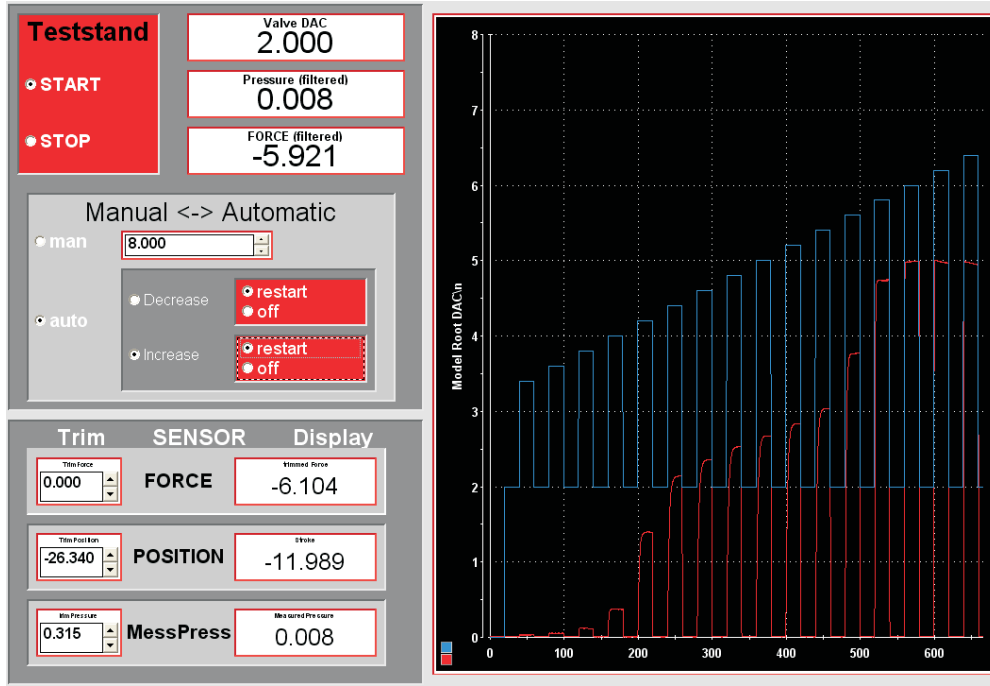 Teststand
START
STOP
Valve DAC
2.000
Pressure (filtered)
0.008
FORCE (filtered)
-5.921
Manual <-> Automatic
man
8.000
auto
Decrease
restart
off
Increase
restart
off
Trim SENSOR Display
Trim Force
0.000
FORCE
trimmed Force
-6.104
Trim Position
-26.340
POSITION
Stroke
-11.989
trim Pressure
0.315
MessPress
Measured Pressure
0.008
Model Root DAC\n
8
7
6
5
4
3
2
1
0
0 100 200 300 400 500 600